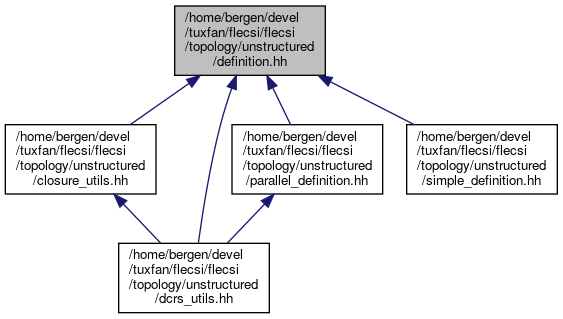 /home/bergen/devel
/tuxfan/flecsi/flecsi
/topology/unstructured
/definition.hh
/home/bergen/devel
/tuxfan/flecsi/flecsi
/topology/unstructured
/closure_utils.hh
/home/bergen/devel
/tuxfan/flecsi/flecsi
/topology/unstructured
/parallel_definition.hh
/home/bergen/devel
/tuxfan/flecsi/flecsi
/topology/unstructured
/simple_definition.hh
/home/bergen/devel
/tuxfan/flecsi/flecsi
/topology/unstructured
/dcrs_utils.hh